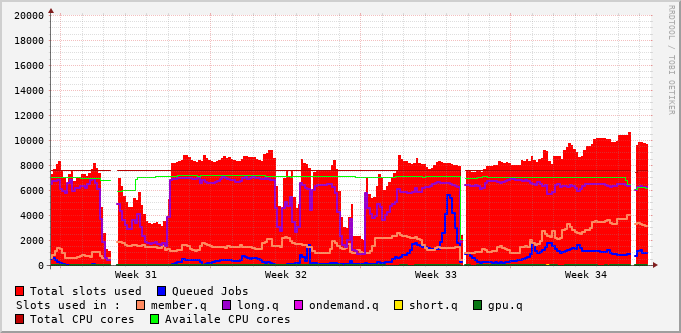 20000
18000
16000
14000
12000
10000
8000
6000
4000
2000
0
Week 31 Week 32 Week 33 Week 34
RRDTOOL / TOBI OETIKER
Total slots used Queued Jobs
Slots used in : member.q long.q ondemand.q short.q gpu.q
Total CPU cores Availale CPU cores